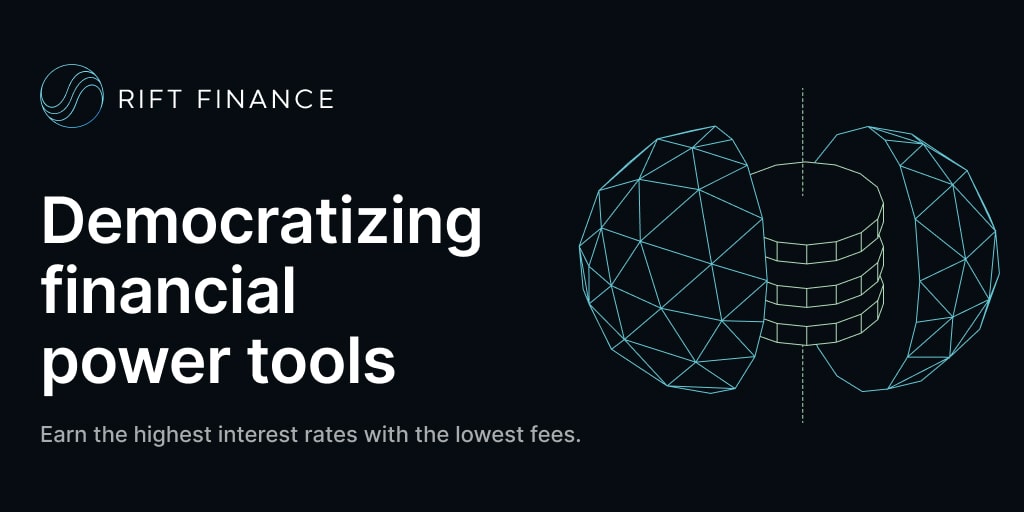 RIFT FINANCE
Democratizing
financial
power tools
Earn the highest interest rates with the lowest fees.